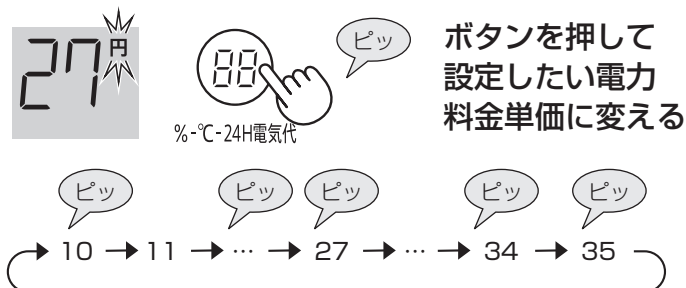 27円
88
ピッ
%-℃-24H電気代
ボタンを押して
設定したい電力
料金単価に変える
ピッ ピッ ピッ ピッ ピッ
10 → 11 → … → 27 → … → 34 → 35